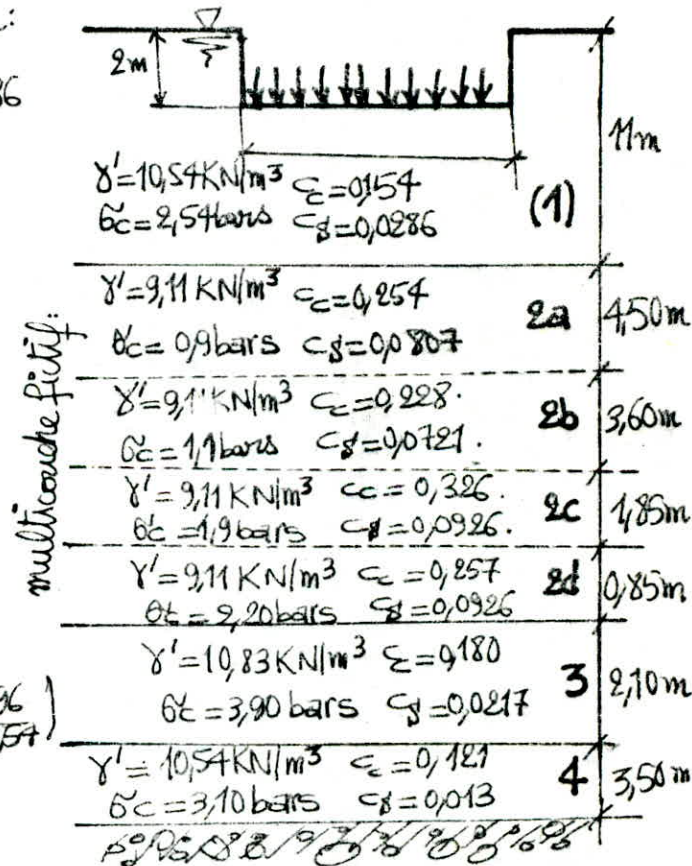 2m
11m
γ'=10,54KN/m³ Cc=0,154
σ'c=2,54bars Cs=0,0286
(1)
γ'=9,11 KN/m³ Cc=0,254
σ'c=0,9bars Cs=0,0807
2a
4,50m
γ'=9,11 KN/m³ Cc=0,228.
σ'c=1,1bars Cs=0,0721.
2b
3,60m
γ'=9,11 KN/m³ cc=0,326.
σ'c=1,9bars Cs=0,0926.
2c
1,85m
γ'=9,11 KN/m³ Cc=0,257
σ'c=2,20bars Cs=0,0926
2d
0,85m
γ'=10,83KN/m³ Cc=0,180
σ'c=3,90bars Cs=0,0217
3
2,10m
γ'=10,54KN/m³ Cc=0,121
σ'c=3,10bars Cs=0,013
4
3,50m
multicouche fictif: